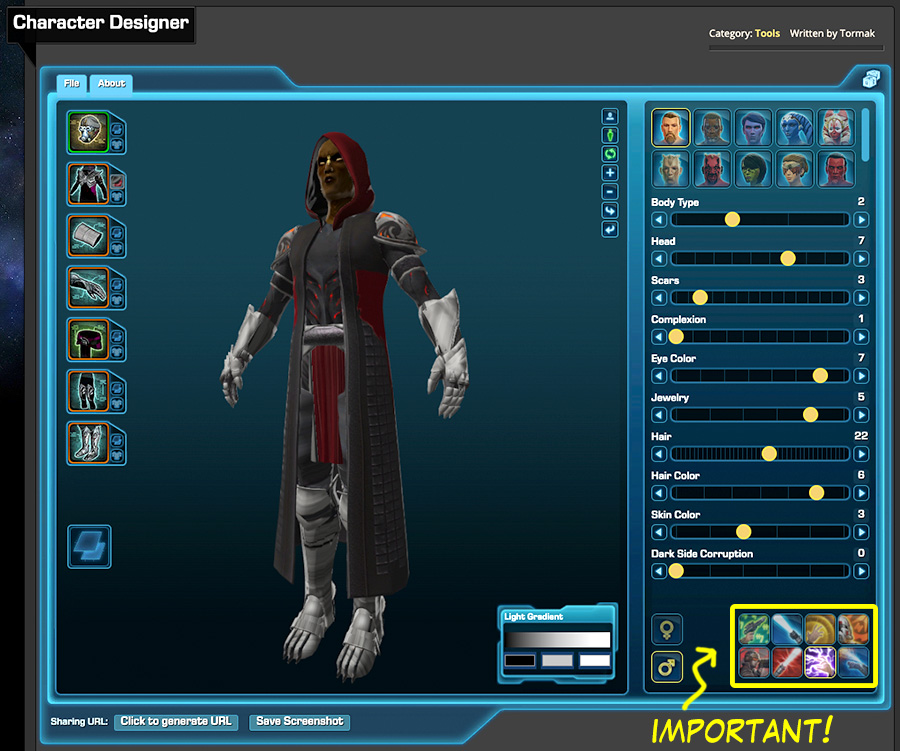 Character Designer
Category: Tools Written by Tormak
File About
Body Type 2
Head 7
Scars 3
Complexion 1
Eye Color 7
Jewelry 5
Hair 22
Hair Color 6
Skin Color 3
Dark Side Corruption 0
Light Gradient
Sharing URL: Click to generate URL Save Screenshot
IMPORTANT!